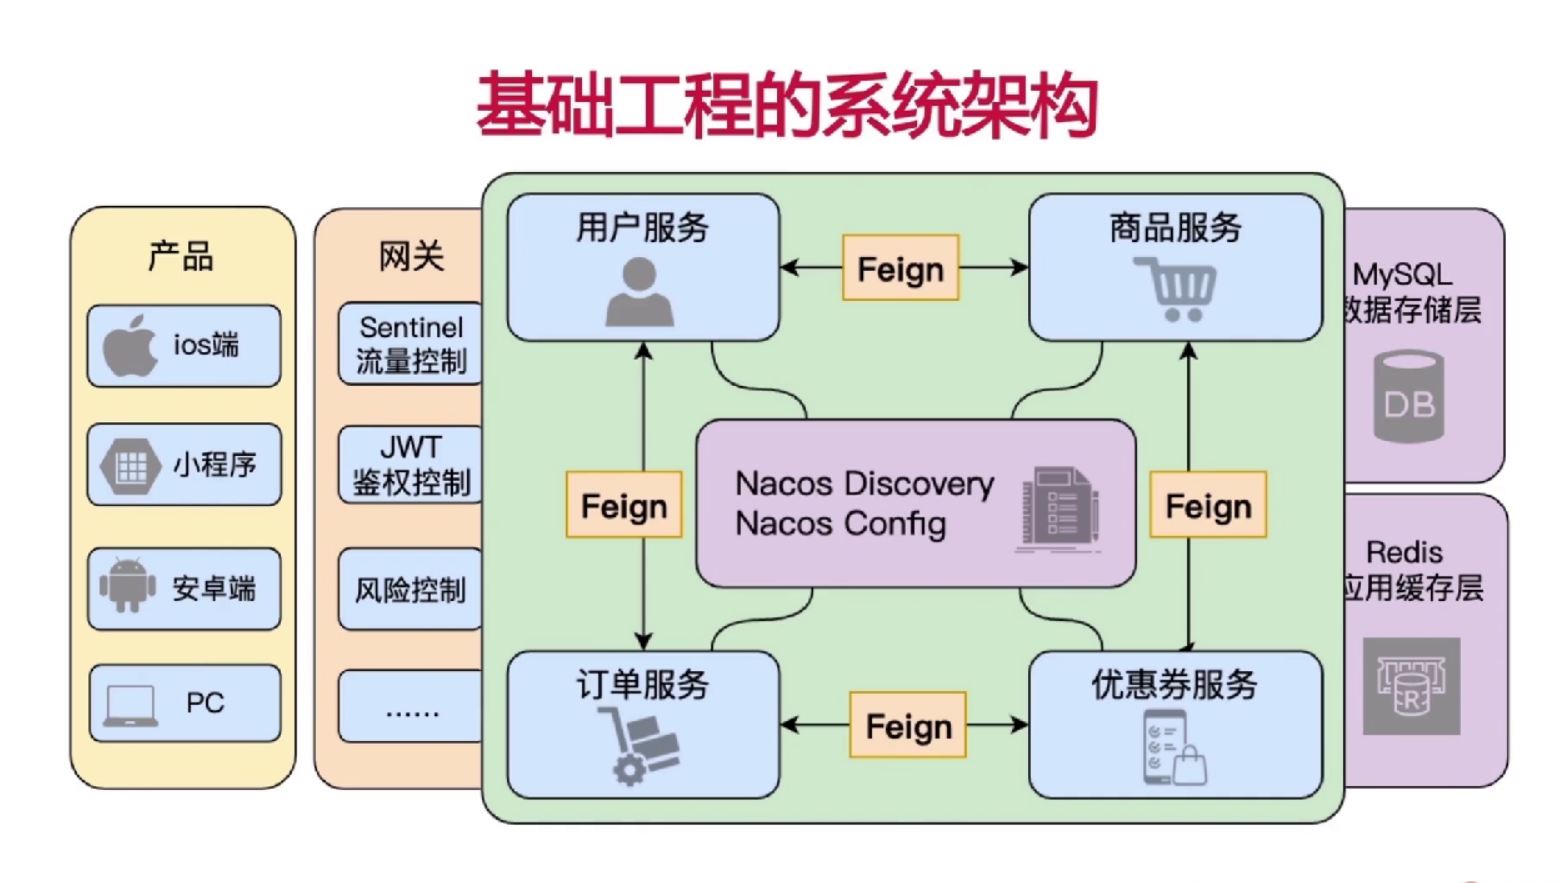 基础工程的系统架构
产品
ios端
小程序
安卓端
PC
网关
Sentinel
流量控制
JWT
鉴权控制
风险控制
……
用户服务
Feign
商品服务
Feign
Nacos Discovery
Nacos Config
Feign
订单服务
Feign
优惠券服务
MySQL
数据存储层
DB
Redis
应用缓存层
R